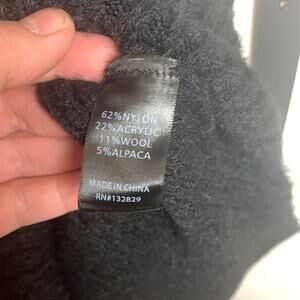 62%NYLON
22%ACRYLIC
11%WOOL
5%ALPACA
MADE IN CHINA
RN#132829